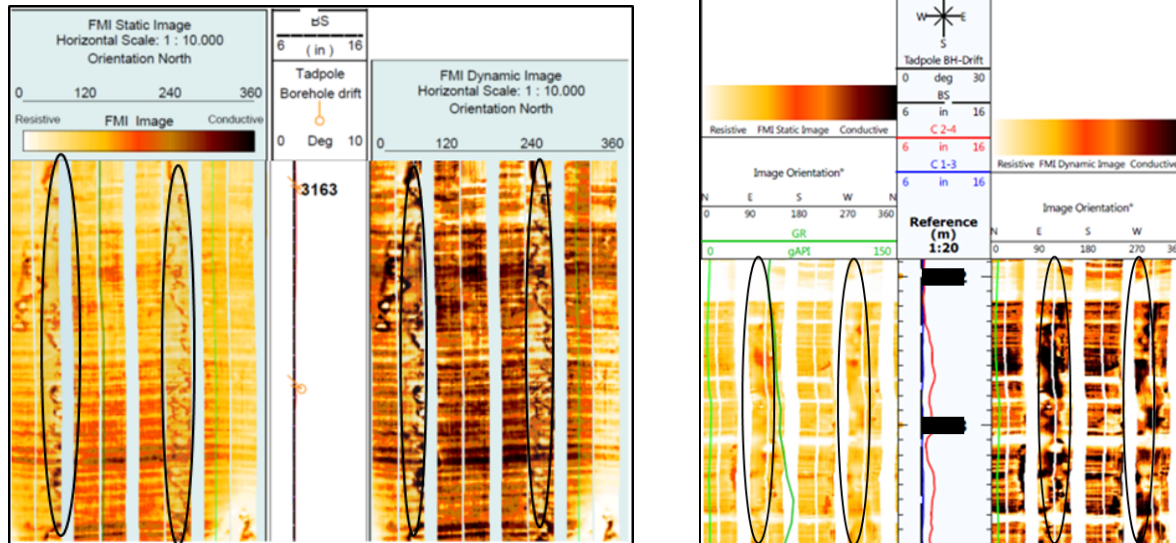 FMI Static Image
Horizontal Scale: 1 : 10.000
Orientation North
0 120 240 360
Resistive FMI Image Conductive
BS
6 (in) 16
Tadpole
Borehole drift
0 Deg 10
FMI Dynamic Image
Horizontal Scale: 1 : 10.000
Orientation North
0 120 240 360
3163
Resistive FMI Static Image Conductive
Image Orientation°
N E S W N
0 90 180 270 360
GR
0 gAPI 150
W E
S
Tadpole BH-Drift
0 deg 30
BS
6 in 16
C 2-4
6 in 16
C 1-3
6 in 16
Reference
(m)
1:20
Resistive FMI Dynamic Image Conductive
Image Orientation°
N E S W
0 90 180 270 36